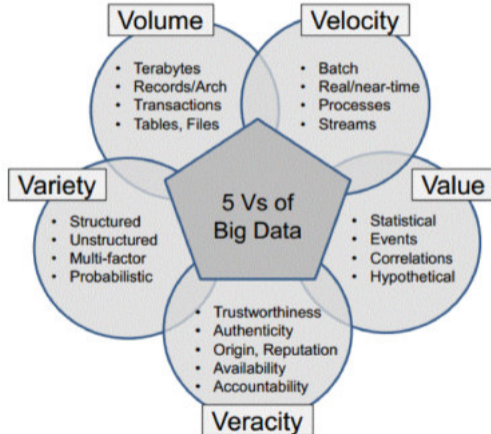 Volume
• Terabytes
• Records/Arch
• Transactions
• Tables, Files
Velocity
• Batch
• Real/near-time
• Processes
• Streams
Variety
• Structured
• Unstructured
• Multi-factor
• Probabilistic
5 Vs of
Big Data
Value
• Statistical
• Events
• Correlations
• Hypothetical
• Trustworthiness
• Authenticity
• Origin, Reputation
• Availability
• Accountability
Veracity